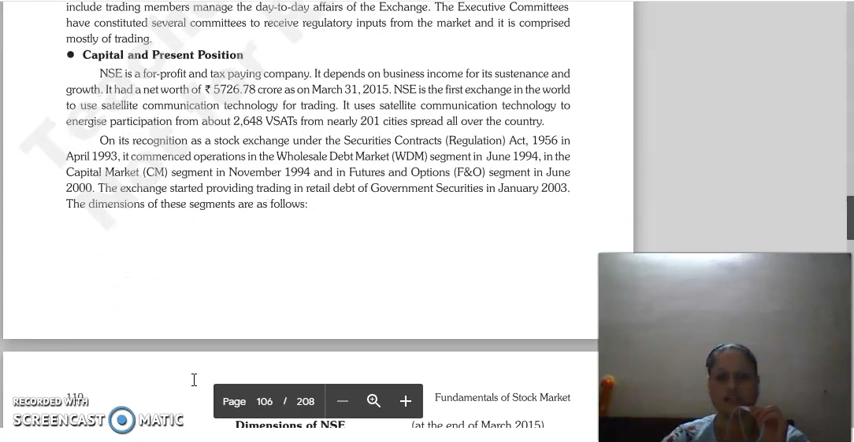 include trading members manage the day-to-day affairs of the Exchange. The Executive Committees
have constituted several committees to receive regulatory inputs from the market and it is comprised
mostly of trading.
● Capital and Present Position
NSE is a for-profit and tax paying company. It depends on business income for its sustenance and
growth. It had a net worth of ₹ 5726.78 crore as on March 31, 2015. NSE is the first exchange in the world
to use satellite communication technology for trading. It uses satellite communication technology to
energise participation from about 2,648 VSATs from nearly 201 cities spread all over the country.
On its recognition as a stock exchange under the Securities Contracts (Regulation) Act, 1956 in
April 1993, it commenced operations in the Wholesale Debt Market (WDM) segment in June 1994, in the
Capital Market (CM) segment in November 1994 and in Futures and Options (F&O) segment in June
2000. The exchange started providing trading in retail debt of Government Securities in January 2003.
The dimensions of these segments are as follows:
Page 106 / 208
Fundamentals of Stock Market
RECORDED WITH
SCREENCAST MATIC
Dimensions of NSE (at the end of March 2015)